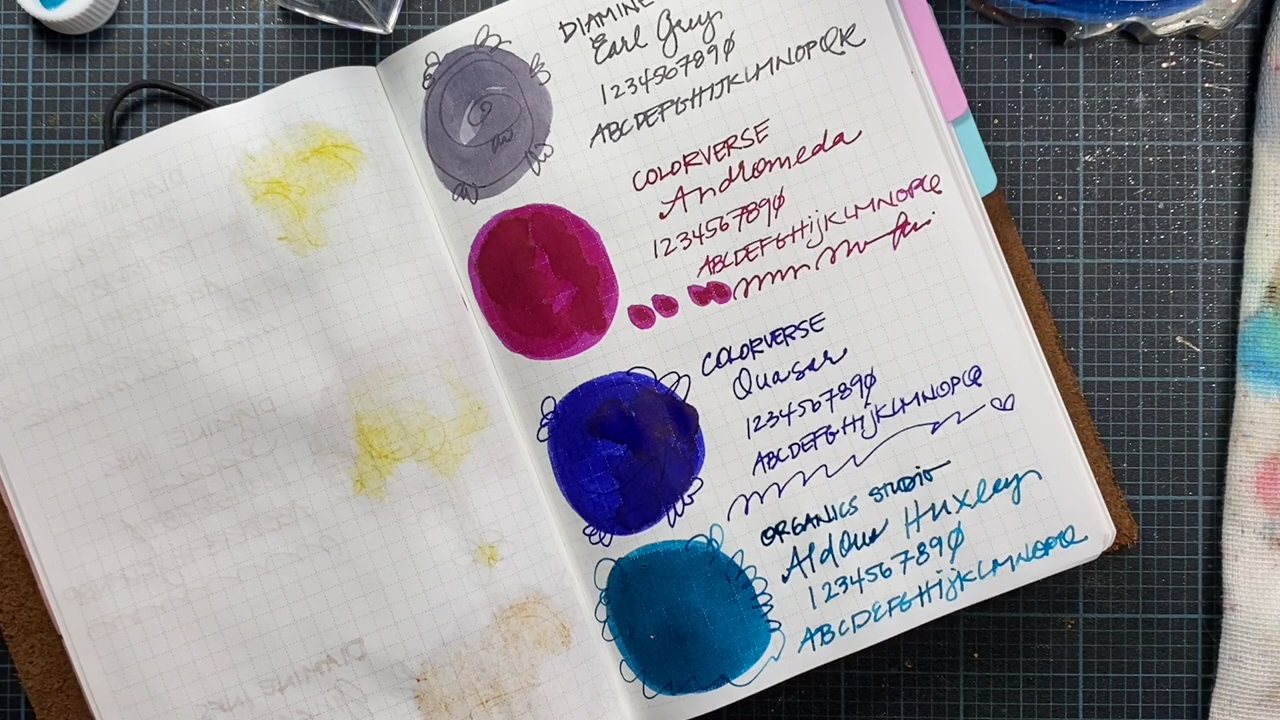 DIAMINE
Earl Grey
1234567890
ABCDEFGHIJKLMNOPQR
COLORVERSE
Andromeda
1234567890
ABCDEFGHIJKLMNOPQ
COLORVERSE
Quasar
1234567890
ABCDEFGHIJKLMNOPQ
ORGANICS STUDIO
Aldous Huxley
1234567890
ABCDEFGHIJKLMNOPQ